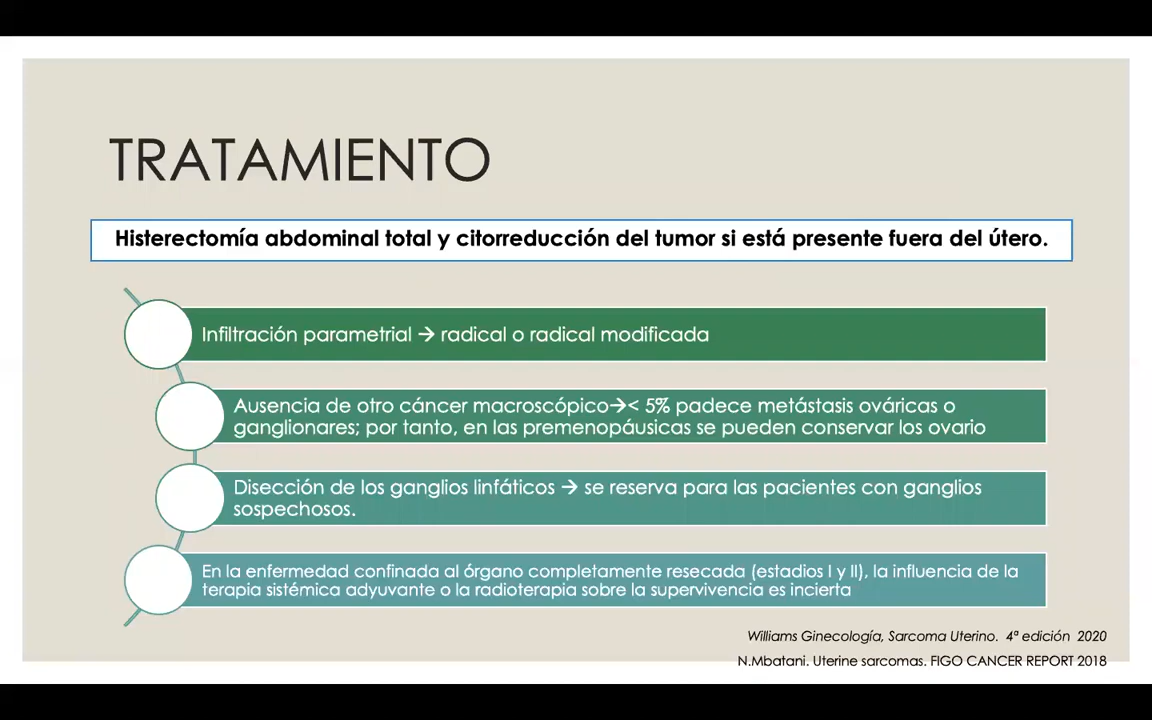 TRATAMIENTO
Histerectomía abdominal total y citorreducción del tumor si está presente fuera del útero.
Infiltración parametrial → radical o radical modificada
Ausencia de otro cáncer macroscópico→< 5% padece metástasis ováricas o
ganglionares; por tanto, en las premenopáusicas se pueden conservar los ovario
Disección de los ganglios linfáticos → se reserva para las pacientes con ganglios
sospechosos.
En la enfermedad confinada al órgano completamente resecada (estadios I y II), la influencia de la
terapia sistémica adyuvante o la radioterapia sobre la supervivencia es incierta
Williams Ginecología, Sarcoma Uterino. 4ª edición 2020
N.Mbatani. Uterine sarcomas. FIGO CANCER REPORT 2018